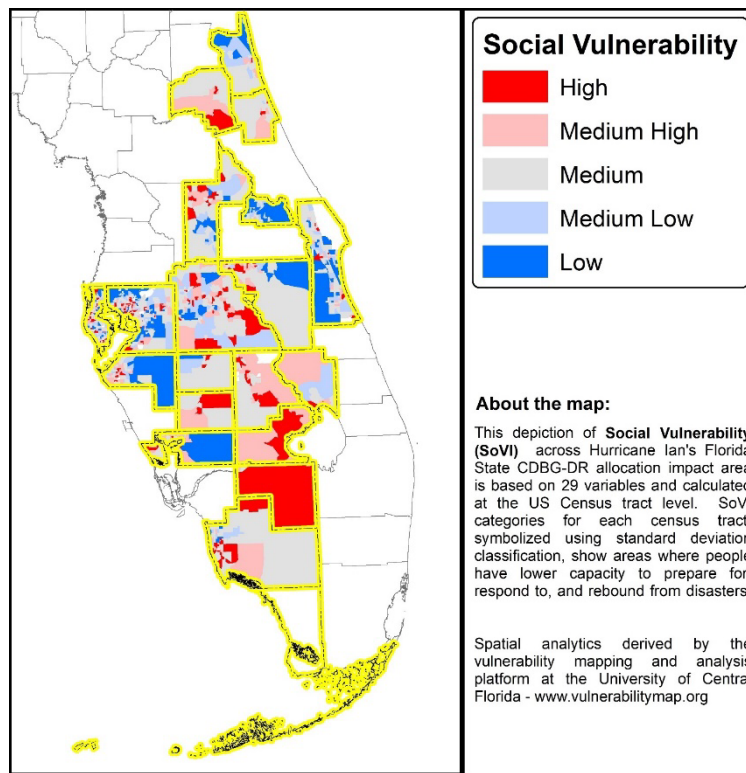 Social Vulnerability
High
Medium High
Medium
Medium Low
Low
About the map:
This depiction of Social Vulnerability
(SoVI) across Hurricane Ian's Florida
State CDBG-DR allocation impact area
is based on 29 variables and calculated
at the US Census tract level. SoV
categories for each census tract
symbolized using standard deviation
classification, show areas where people
have lower capacity to prepare for
respond to, and rebound from disasters
Spatial analytics derived by the
vulnerability mapping and analysis
platform at the University of Centra
Florida - www.vulnerabilitymap.org